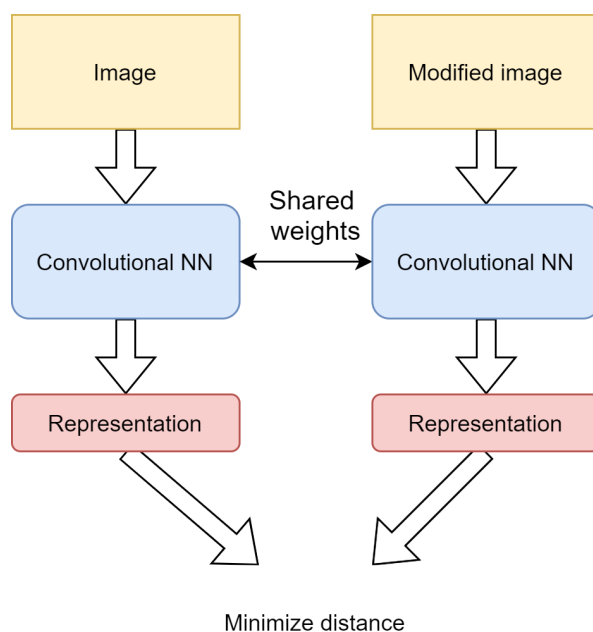 Image
Modified image
Shared
weights
Convolutional NN
Convolutional NN
Representation
Representation
Minimize distance